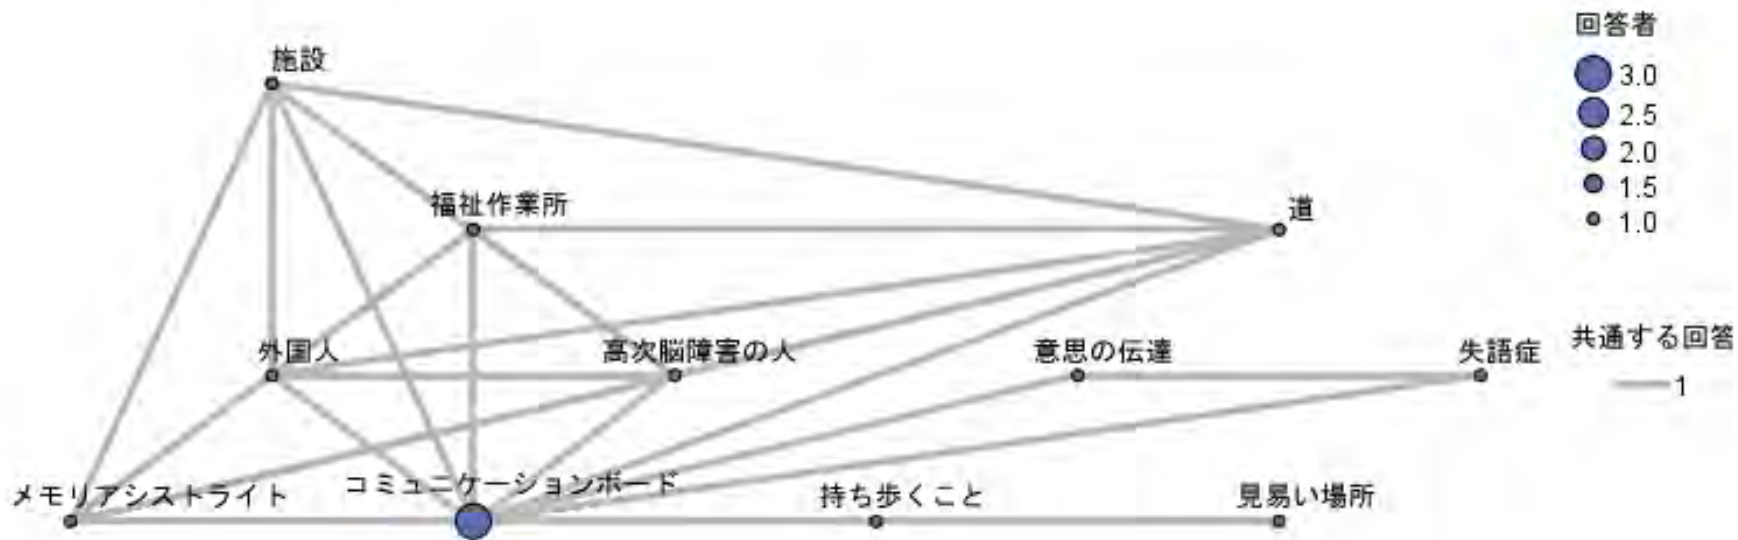 施設
福祉作業所
道
外国人
高次脳障害の人
意思の伝達
失語症
メモリアシストライト
コミュニケーションボード
持ち歩くこと
見易い場所
回答者
3.0
2.5
2.0
1.5
1.0
共通する回答
1